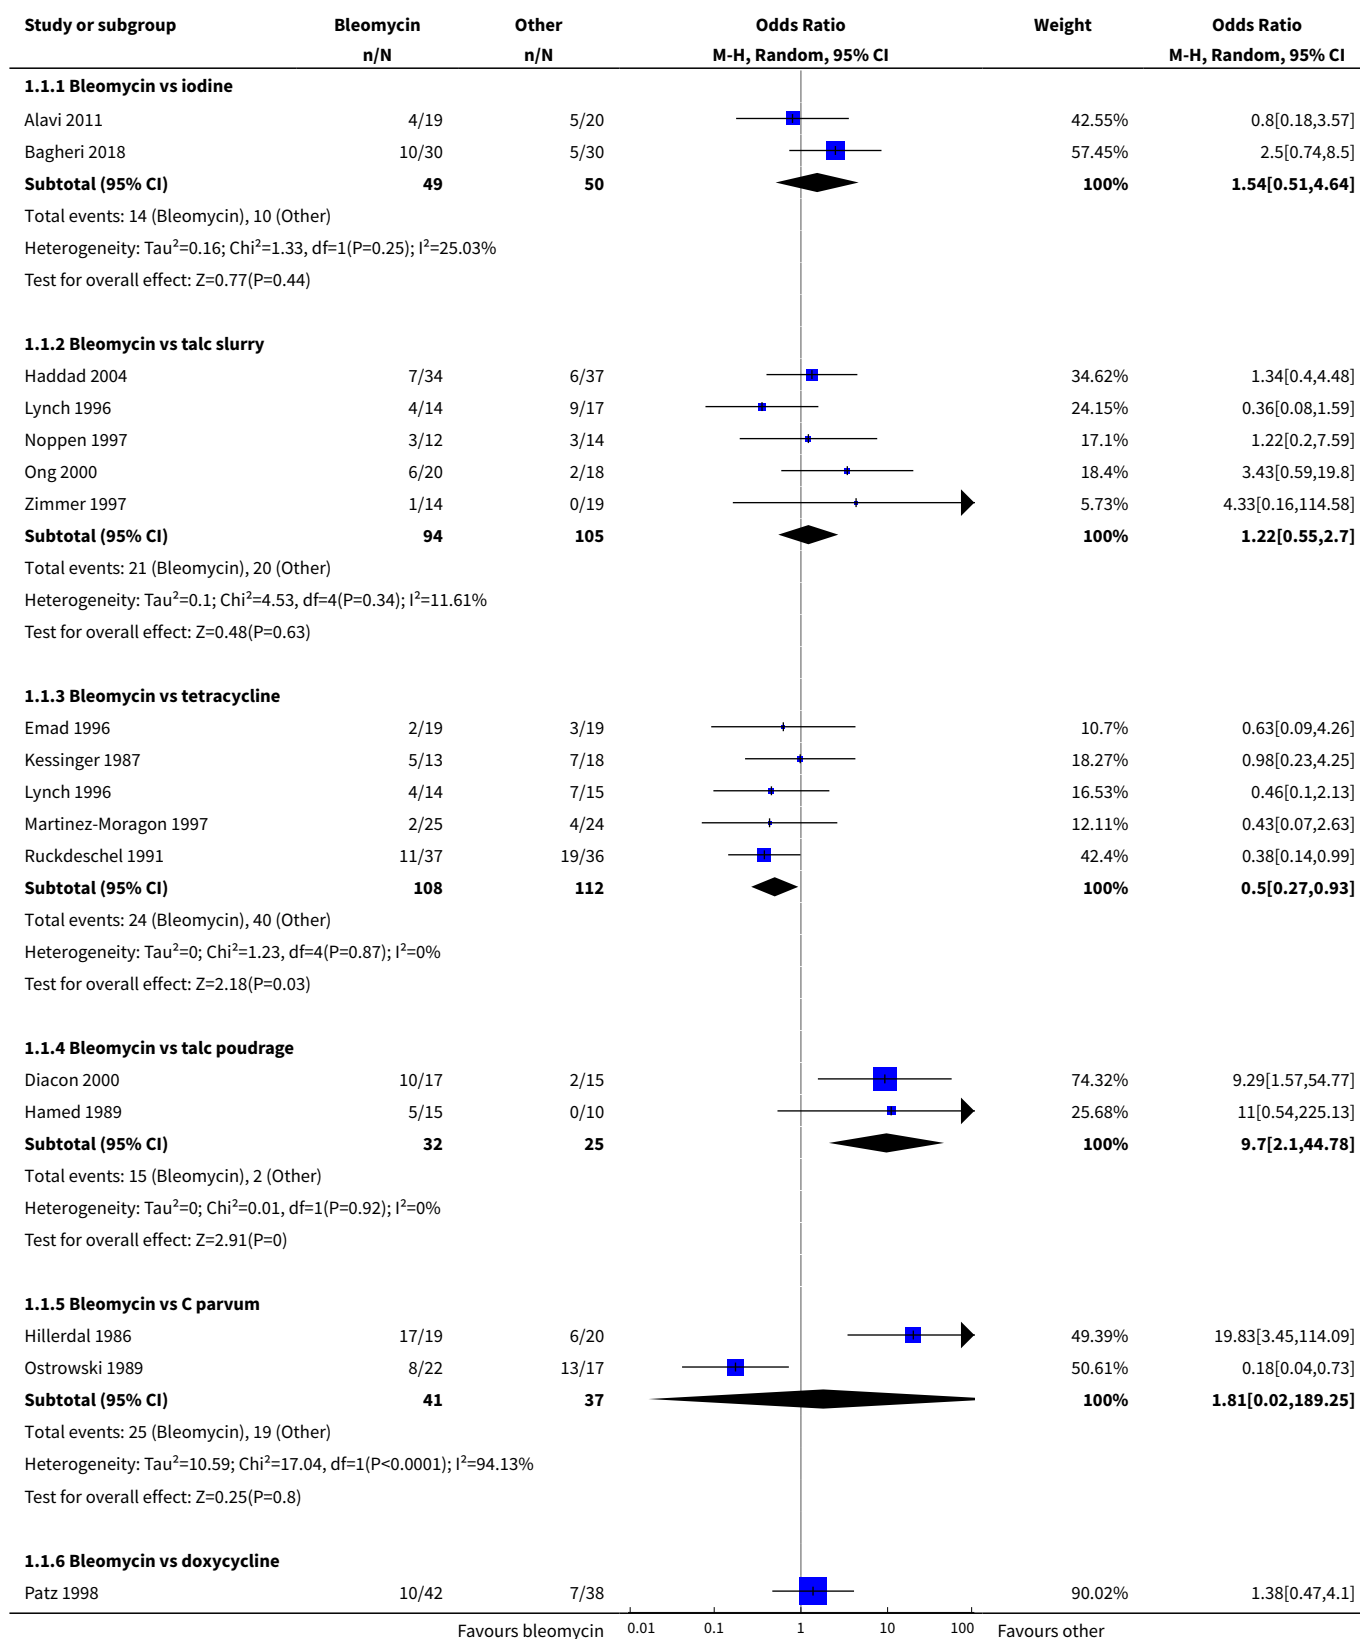 Study or subgroup Bleomycin Other Odds Ratio Weight Odds Ratio
n/N n/N M-H, Random, 95% CI M-H, Random, 95% CI
1.1.1 Bleomycin vs iodine
Alavi 2011 4/19 5/20 42.55% 0.8[0.18,3.57]
Bagheri 2018 10/30 5/30 57.45% 2.5[0.74,8.5]
Subtotal (95% CI) 49 50 100% 1.54[0.51,4.64]
Total events: 14 (Bleomycin), 10 (Other)
Heterogeneity: Tau²=0.16; Chi²=1.33, df=1(P=0.25); I²=25.03%
Test for overall effect: Z=0.77(P=0.44)
1.1.2 Bleomycin vs talc slurry
Haddad 2004 7/34 6/37 34.62% 1.34[0.4,4.48]
Lynch 1996 4/14 9/17 24.15% 0.36[0.08,1.59]
Noppen 1997 3/12 3/14 17.1% 1.22[0.2,7.59]
Ong 2000 6/20 2/18 18.4% 3.43[0.59,19.8]
Zimmer 1997 1/14 0/19 5.73% 4.33[0.16,114.58]
Subtotal (95% CI) 94 105 100% 1.22[0.55,2.7]
Total events: 21 (Bleomycin), 20 (Other)
Heterogeneity: Tau²=0.1; Chi²=4.53, df=4(P=0.34); I²=11.61%
Test for overall effect: Z=0.48(P=0.63)
1.1.3 Bleomycin vs tetracycline
Emad 1996 2/19 3/19 10.7% 0.63[0.09,4.26]
Kessinger 1987 5/13 7/18 18.27% 0.98[0.23,4.25]
Lynch 1996 4/14 7/15 16.53% 0.46[0.1,2.13]
Martinez-Moragon 1997 2/25 4/24 12.11% 0.43[0.07,2.63]
Ruckdeschel 1991 11/37 19/36 42.4% 0.38[0.14,0.99]
Subtotal (95% CI) 108 112 100% 0.5[0.27,0.93]
Total events: 24 (Bleomycin), 40 (Other)
Heterogeneity: Tau²=0; Chi²=1.23, df=4(P=0.87); I²=0%
Test for overall effect: Z=2.18(P=0.03)
1.1.4 Bleomycin vs talc poudrage
Diacon 2000 10/17 2/15 74.32% 9.29[1.57,54.77]
Hamed 1989 5/15 0/10 25.68% 11[0.54,225.13]
Subtotal (95% CI) 32 25 100% 9.7[2.1,44.78]
Total events: 15 (Bleomycin), 2 (Other)
Heterogeneity: Tau²=0; Chi²=0.01, df=1(P=0.92); I²=0%
Test for overall effect: Z=2.91(P=0)
1.1.5 Bleomycin vs C parvum
Hillerdal 1986 17/19 6/20 49.39% 19.83[3.45,114.09]
Ostrowski 1989 8/22 13/17 50.61% 0.18[0.04,0.73]
Subtotal (95% CI) 41 37 100% 1.81[0.02,189.25]
Total events: 25 (Bleomycin), 19 (Other)
Heterogeneity: Tau²=10.59; Chi²=17.04, df=1(P<0.0001); I²=94.13%
Test for overall effect: Z=0.25(P=0.8)
1.1.6 Bleomycin vs doxycycline
Patz 1998 10/42 7/38 90.02% 1.38[0.47,4.1]
Favours bleomycin 0.01 0.1 1 10 100 Favours other